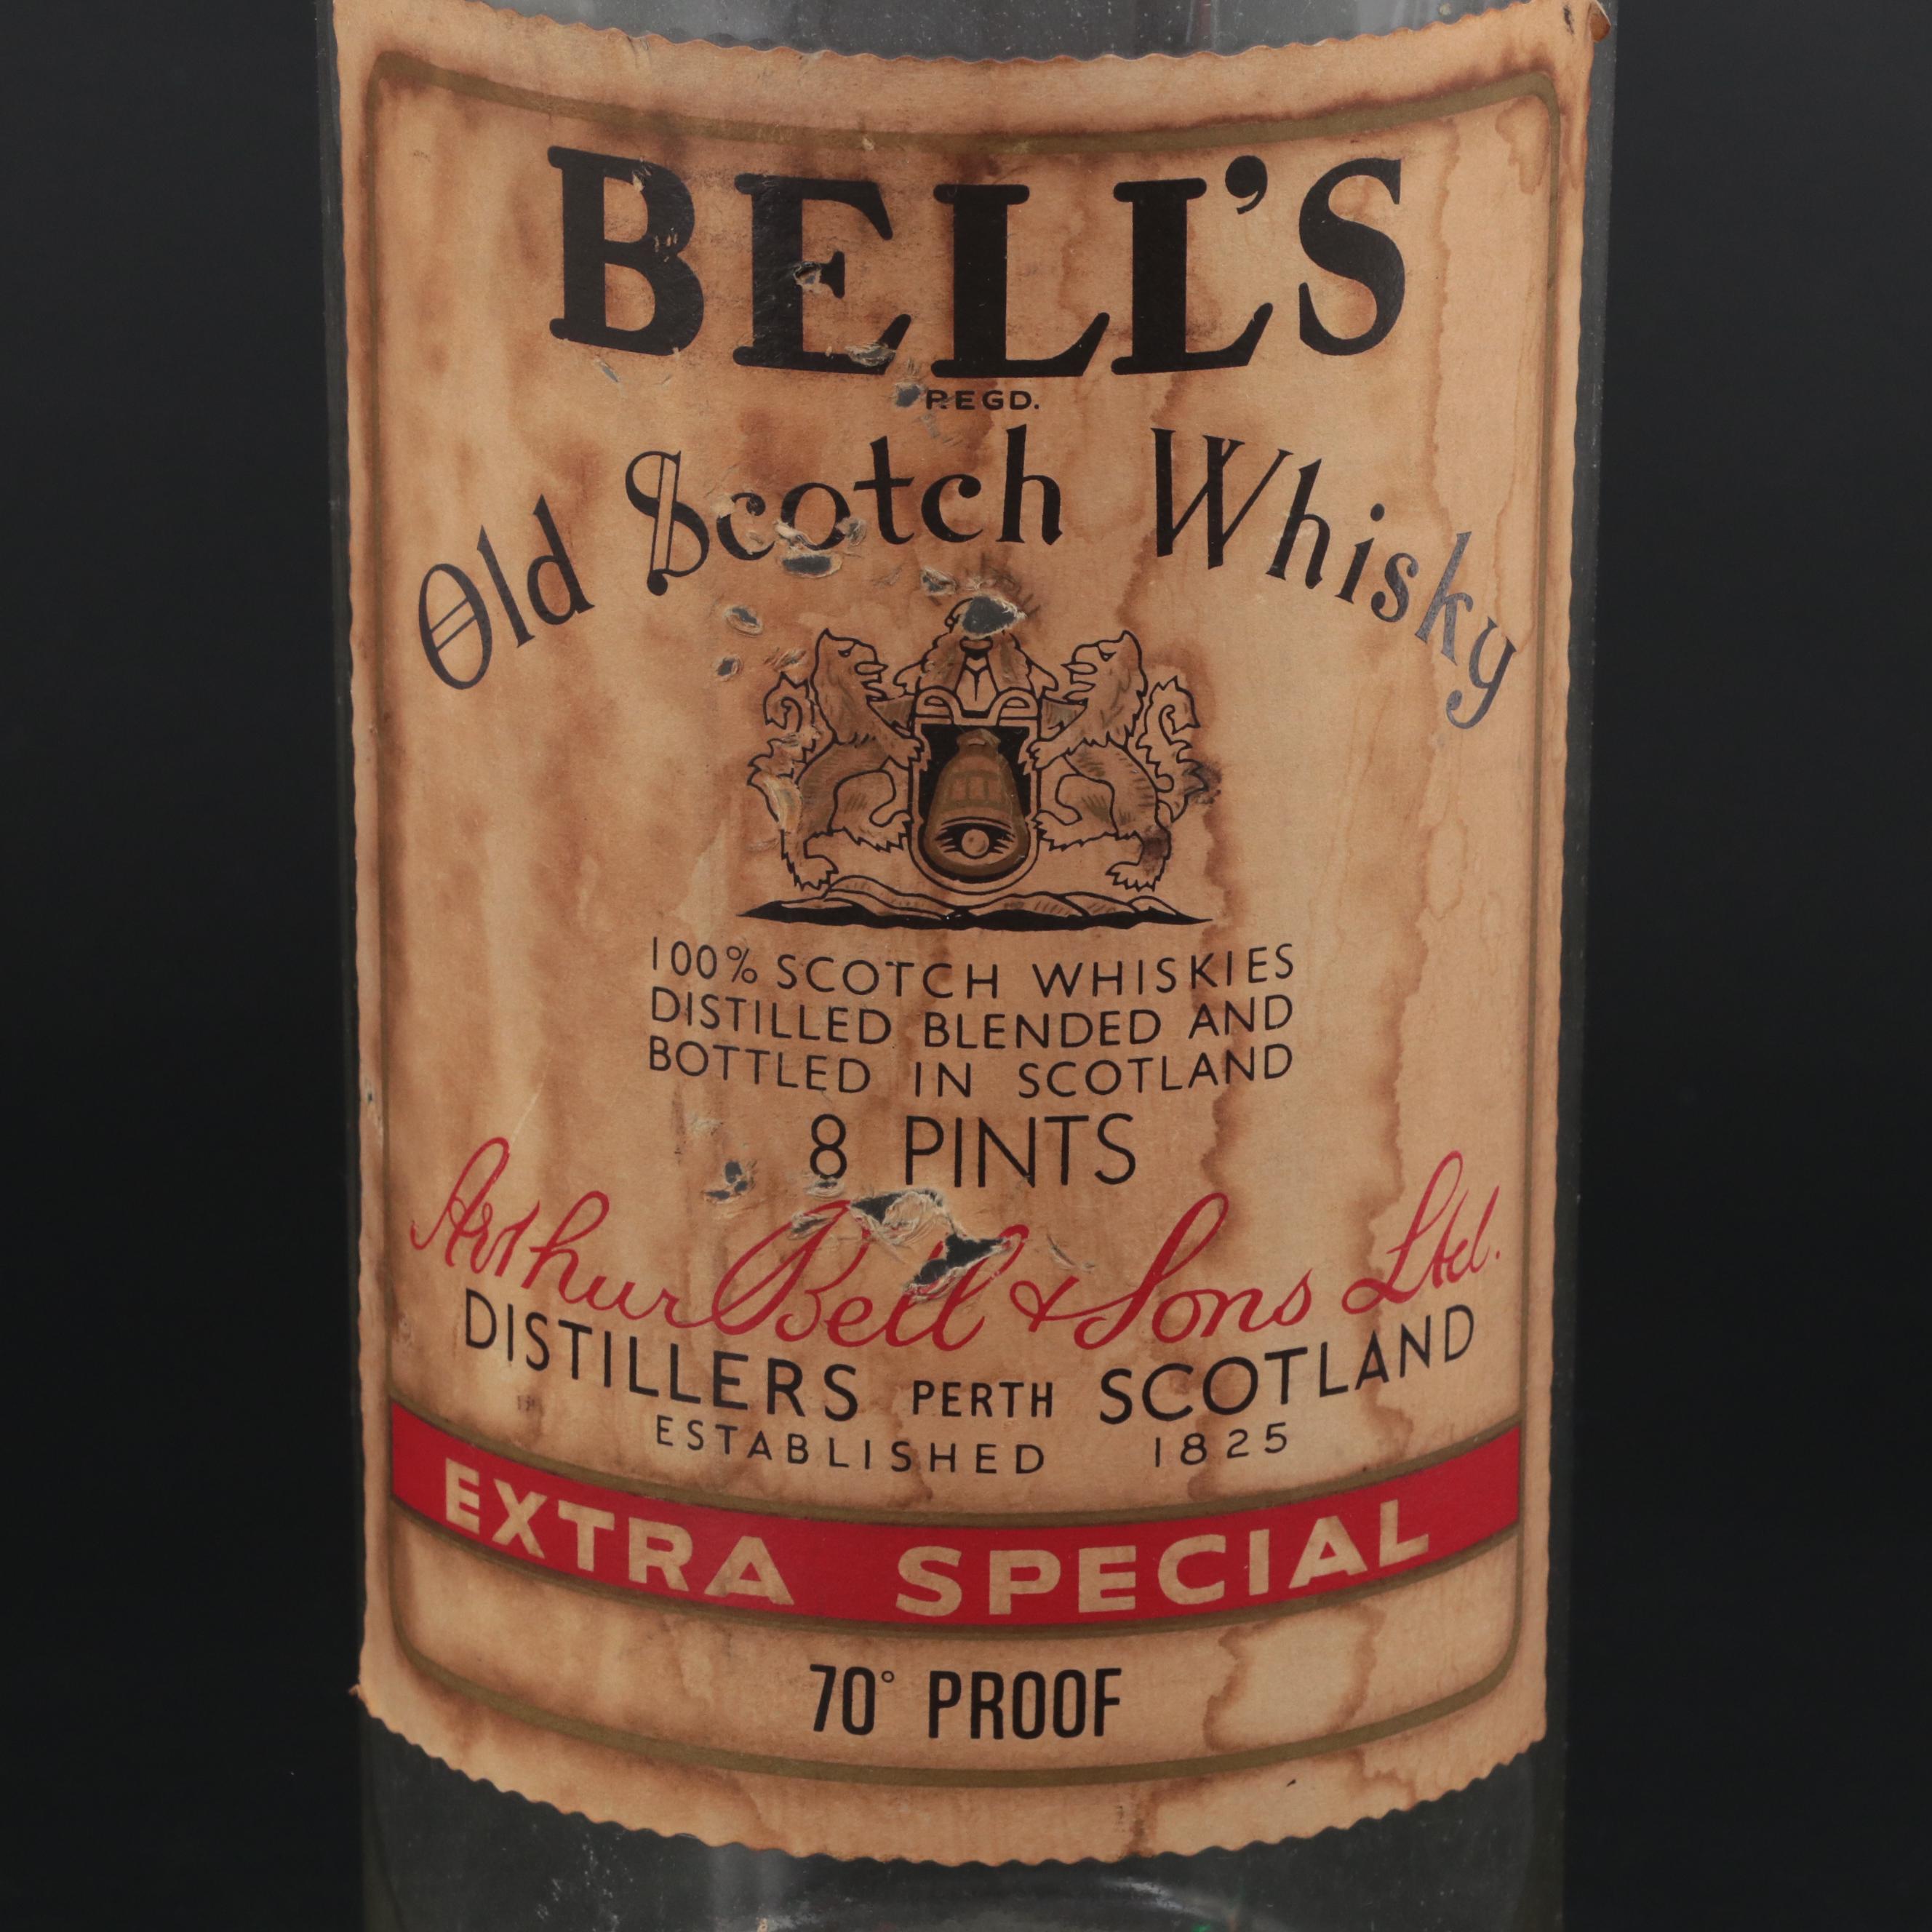 BELL'S
REGD.
Old Scotch Whisky
100% SCOTCH WHISKIES
DISTILLED BLENDED AND
BOTTLED IN SCOTLAND
8 PINTS
Arthur Bell & Sons Ltd.
DISTILLERS PERTH SCOTLAND
ESTABLISHED 1825
EXTRA SPECIAL
70° PROOF